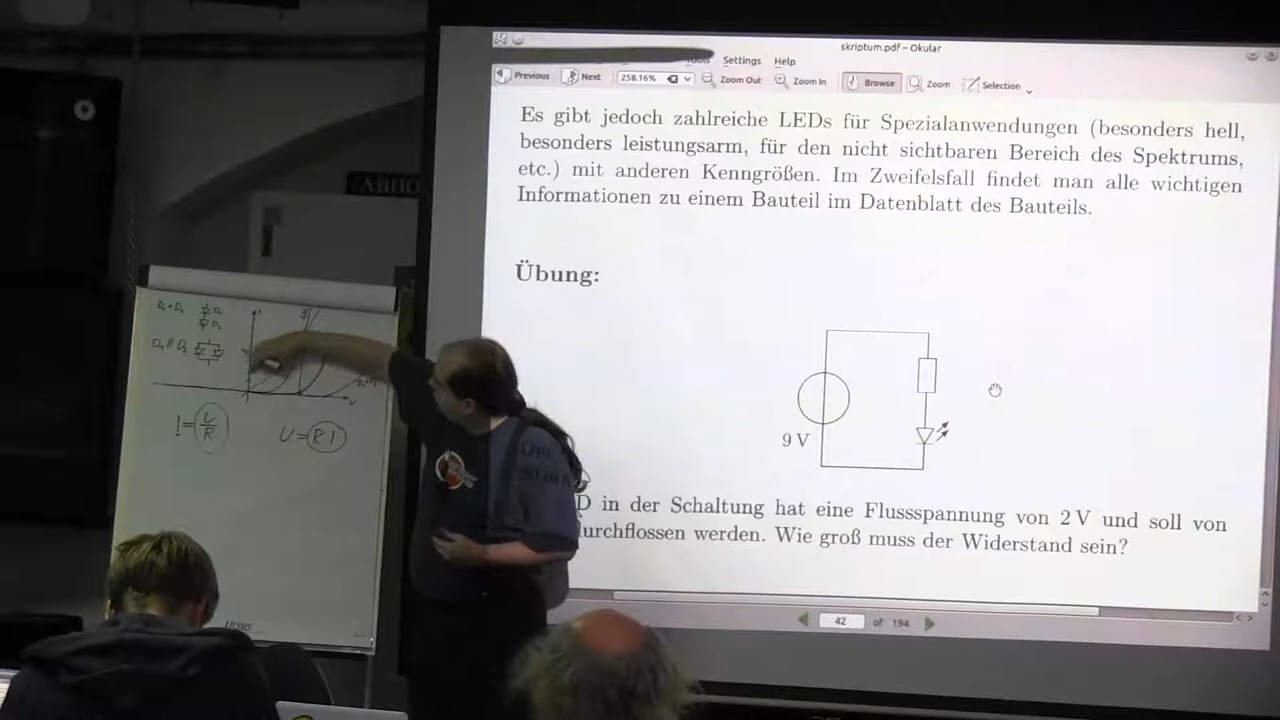 skriptum.pdf – Okular
Settings Help
Previous Next 258.16% Zoom Out Zoom In Browse Zoom Selection
Es gibt jedoch zahlreiche LEDs für Spezialanwendungen (besonders hell,
besonders leistungsarm, für den nicht sichtbaren Bereich des Spektrums,
etc.) mit anderen Kenngrößen. Im Zweifelsfall findet man alle wichtigen
Informationen zu einem Bauteil im Datenblatt des Bauteils.
Übung:
9 V
D in der Schaltung hat eine Flussspannung von 2 V und soll von
durchflossen werden. Wie groß muss der Widerstand sein?
42 of 194
I = U/R
U = R I
Ursus